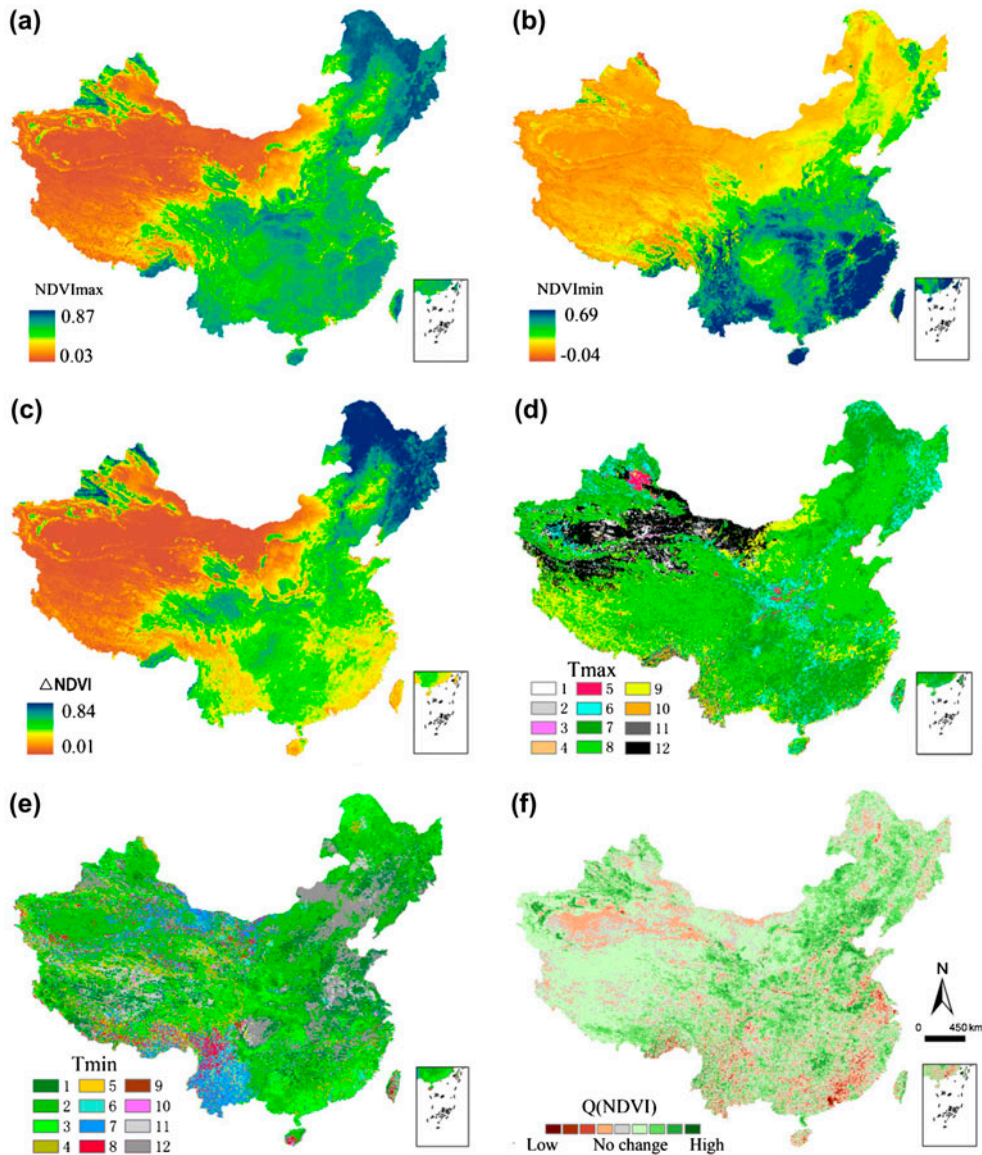 (a)
(b)
NDVImax
0.87
0.03
NDVImin
0.69
-0.04
(c)
(d)
△NDVI
0.84
0.01
Tmax
1 5 9
2 6 10
3 7 11
4 8 12
(e)
(f)
Tmin
1 5 9
2 6 10
3 7 11
4 8 12
N
0 450 km
Q(NDVI)
Low No change High